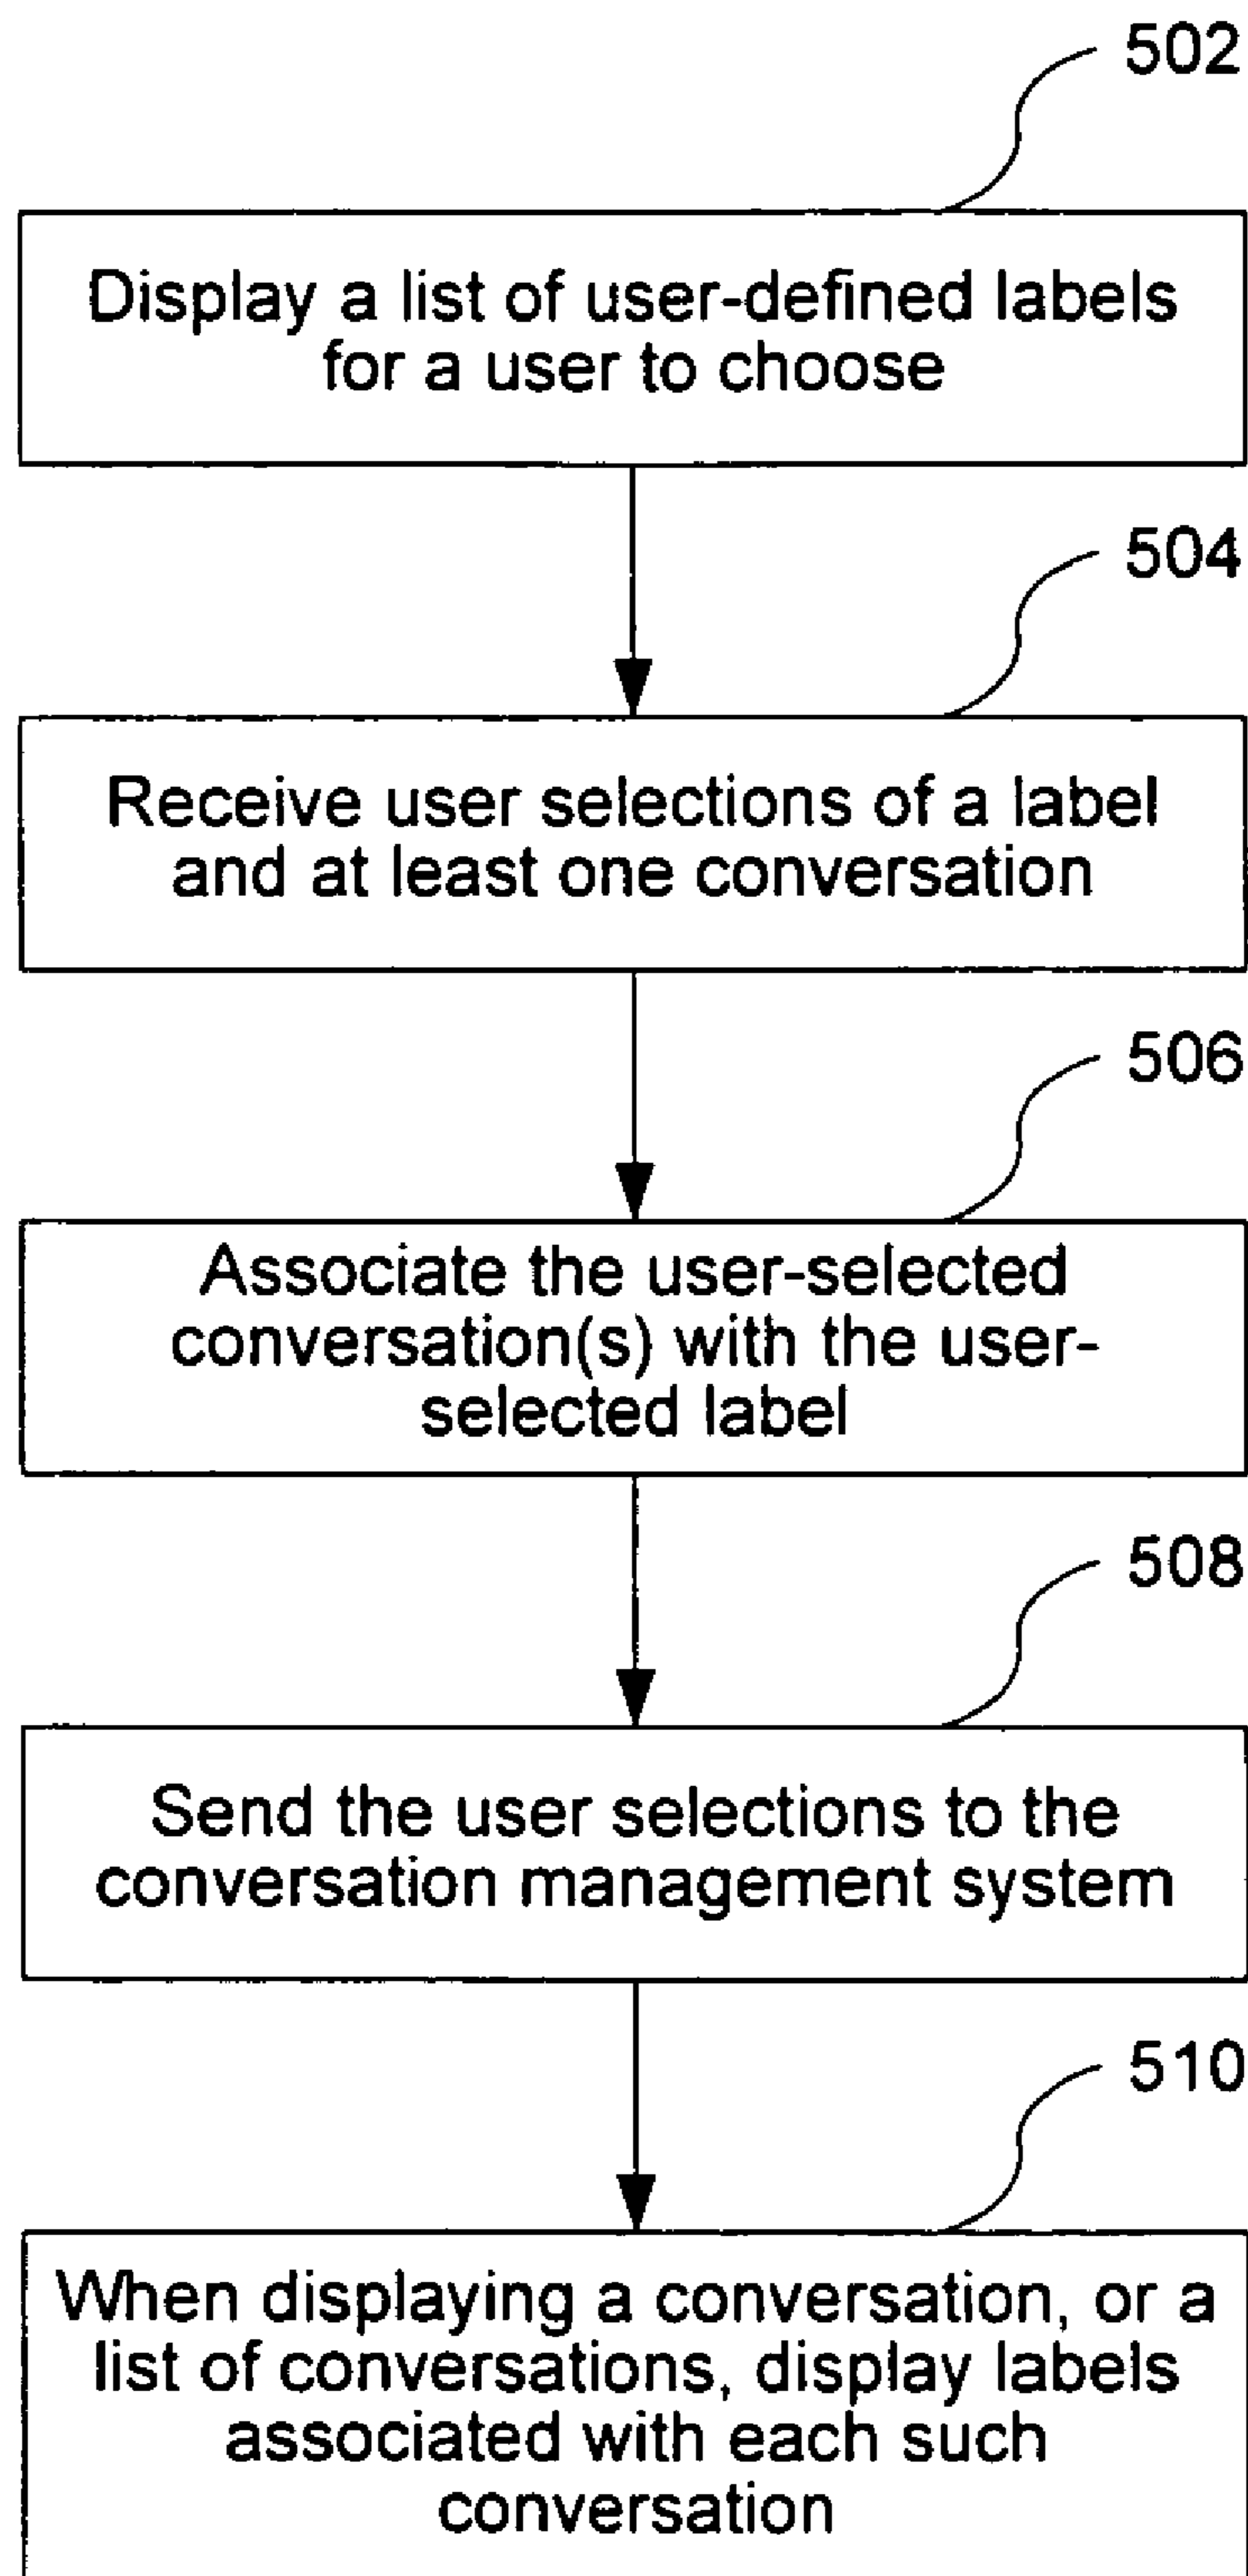 502
Display a list of user-defined labels
for a user to choose
504
Receive user selections of a label
and at least one conversation
506
Associate the user-selected
conversation(s) with the user-
selected label
508
Send the user selections to the
conversation management system
510
When displaying a conversation, or a
list of conversations, display labels
associated with each such
conversation